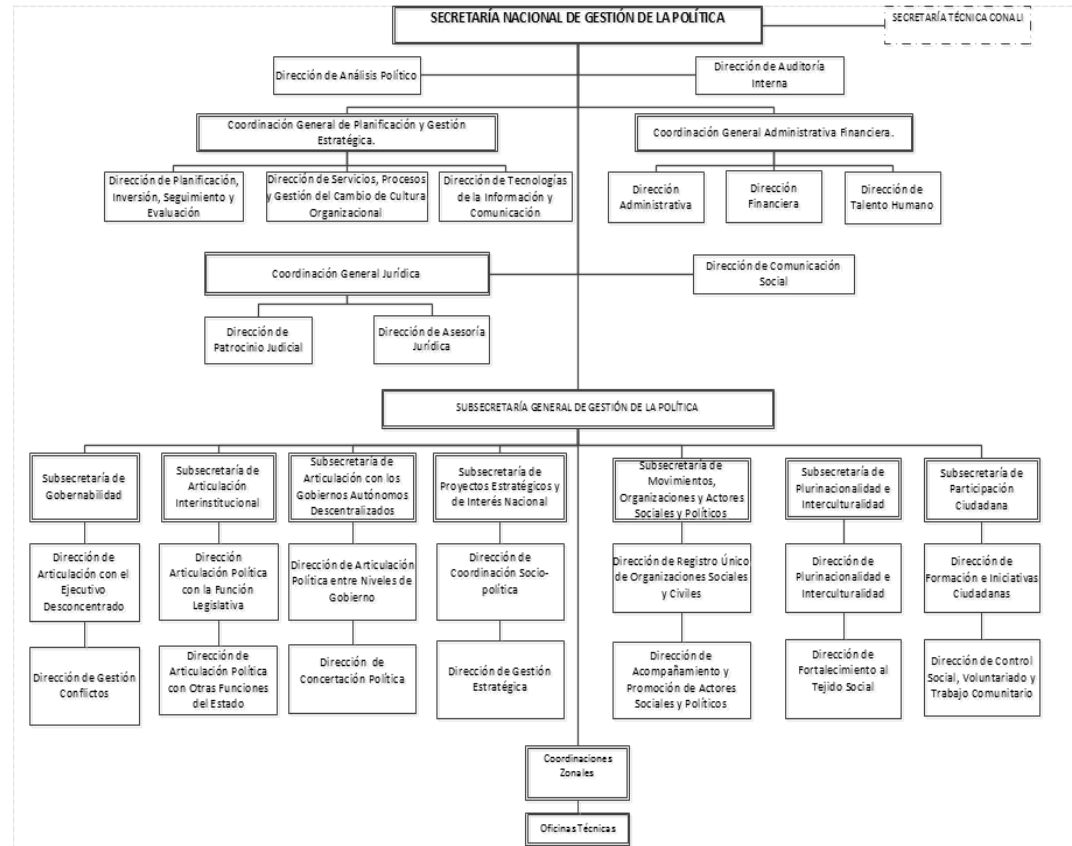 SECRETARÍA NACIONAL DE GESTIÓN DE LA POLÍTICA
SECRETARÍA TÉCNICA CONALI
Dirección de Análisis Político
Dirección de Auditoría
Interna
Coordinación General de Planificación y Gestión
Estratégica.
Coordinación General Administrativa Financiera.
Dirección de Planificación,
Inversión, Seguimiento y
Evaluación
Dirección de Servicios, Procesos
y Gestión del Cambio de Cultura
Organizacional
Dirección de Tecnologías
de la Información y
Comunicación
Dirección
Administrativa
Dirección
Financiera
Dirección de
Talento Humano
Coordinación General Jurídica
Dirección de Comunicación
Social
Dirección de
Patrocinio Judicial
Dirección de Asesoría
Jurídica
SUBSECRETARÍA GENERAL DE GESTIÓN DE LA POLÍTICA
Subsecretaría de
Gobernabilidad
Subsecretaría de
Articulación
Interinstitucional
Subsecretaría de
Articulación con los
Gobiernos Autónomos
Descentralizados
Subsecretaría de
Proyectos Estratégicos y
de Interés Nacional
Subsecretaría de
Movimientos,
Organizaciones y Actores
Sociales y Políticos
Subsecretaría de
Plurinacionalidad e
Interculturalidad
Subsecretaría de
Participación
Ciudadana
Dirección de
Articulación con el
Ejecutivo
Desconcentrado
Dirección
Articulación Política
con la Función
Legislativa
Dirección de Articulación
Política entre Niveles de
Gobierno
Dirección de
Coordinación Socio-
política
Dirección de Registro Único
de Organizaciones Sociales
y Civiles
Dirección de
Plurinacionalidad e
Interculturalidad
Dirección de
Formación e Iniciativas
Ciudadanas
Dirección de Gestión
Conflictos
Dirección de
Articulación Política
con Otras Funciones
del Estado
Dirección de
Concertación Política
Dirección de Gestión
Estratégica
Dirección de
Acompañamiento y
Promoción de Actores
Sociales y Políticos
Dirección de
Fortalecimiento al
Tejido Social
Dirección de Control
Social, Voluntariado y
Trabajo Comunitario
Coordinaciones
Zonales
Oficinas Técnicas